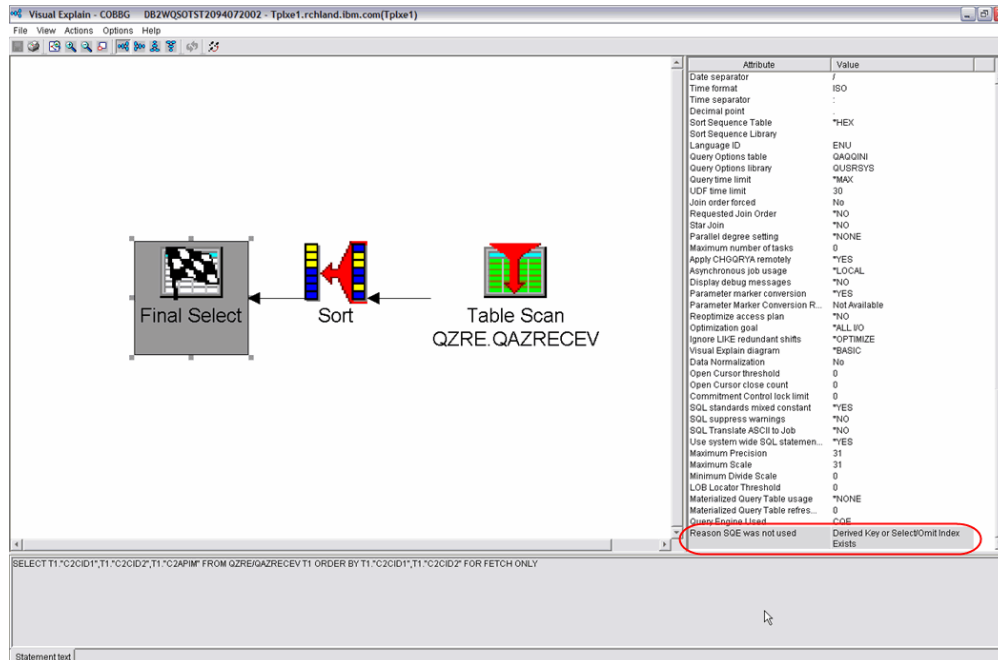 Visual Explain - COBBG    DB2WQSOTST2094072002 - Tplxe1.rchland.ibm.com(Tplxe1)
File View Actions Options Help
Attribute Value
Date separator /
Time format ISO
Time separator :
Decimal point .
Sort Sequence Table *HEX
Sort Sequence Library
Language ID ENU
Query Options table QAQQINI
Query Options library QUSRSYS
Query time limit *MAX
UDF time limit 30
Join order forced No
Requested Join Order *NO
Star Join *NO
Parallel degree setting *NONE
Maximum number of tasks 0
Apply CHGQRYA remotely *YES
Asynchronous job usage *LOCAL
Display debug messages *NO
Parameter marker conversion *YES
Parameter Marker Conversion R... Not Available
Reoptimize access plan *NO
Optimization goal *ALL I/O
Ignore LIKE redundant shifts *OPTIMIZE
Visual Explain diagram *BASIC
Data Normalization No
Open Cursor threshold 0
Open Cursor close count 0
Commitment Control lock limit 0
SQL standards mixed constant *YES
SQL suppress warnings *NO
SQL Translate ASCII to Job *NO
Use system wide SQL statemen... *YES
Maximum Precision 31
Maximum Scale 31
Minimum Divide Scale 0
LOB Locator Threshold 0
Materialized Query Table usage *NONE
Materialized Query Table refres... 0
Query Engine Used CQE
Reason SQE was not used Derived Key or Select/Omit Index
Exists
Final Select
Sort
Table Scan
QZRE.QAZRECEV
SELECT T1."C2CID1",T1."C2CID2",T1."C2APIM" FROM QZRE/QAZRECEV T1 ORDER BY T1."C2CID1",T1."C2CID2" FOR FETCH ONLY
Statement text